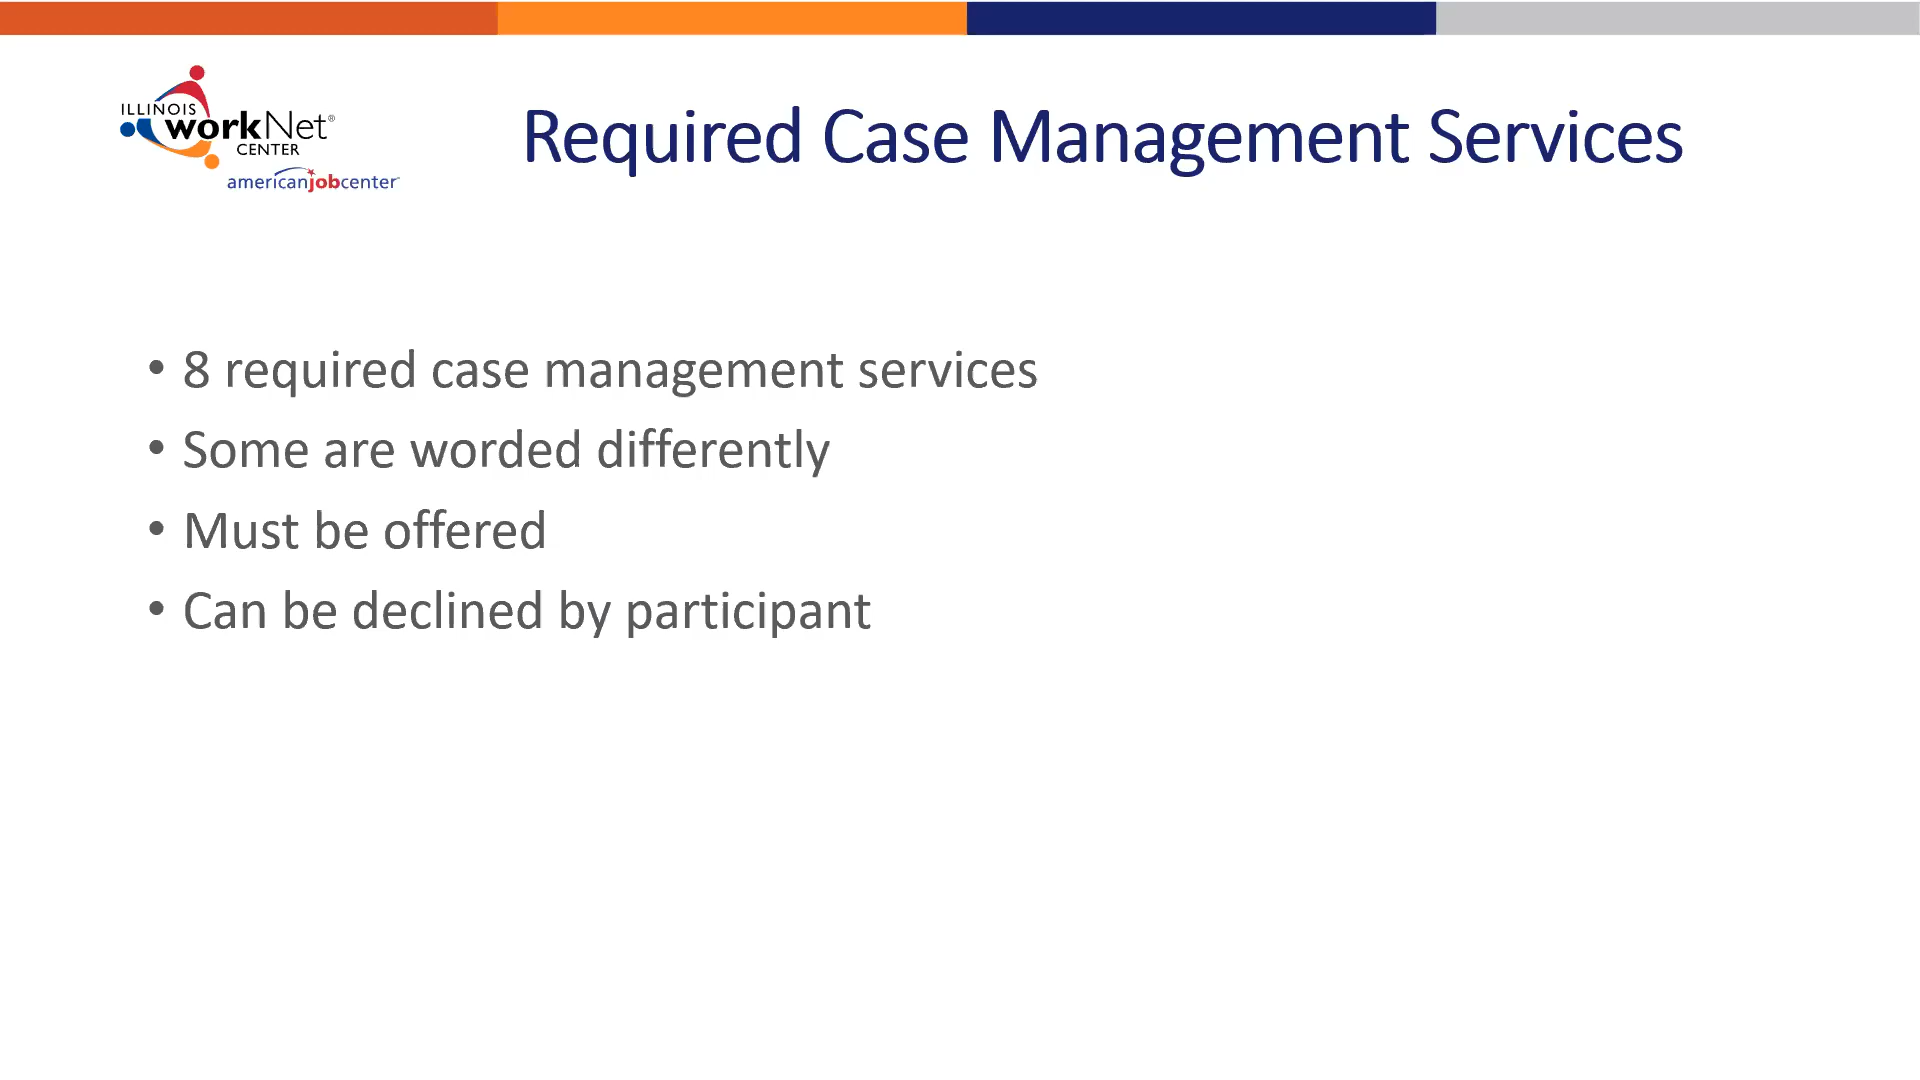 ILLINOIS
workNet®
CENTER
americanjobcenter™
Required Case Management Services
• 8 required case management services
• Some are worded differently
• Must be offered
• Can be declined by participant